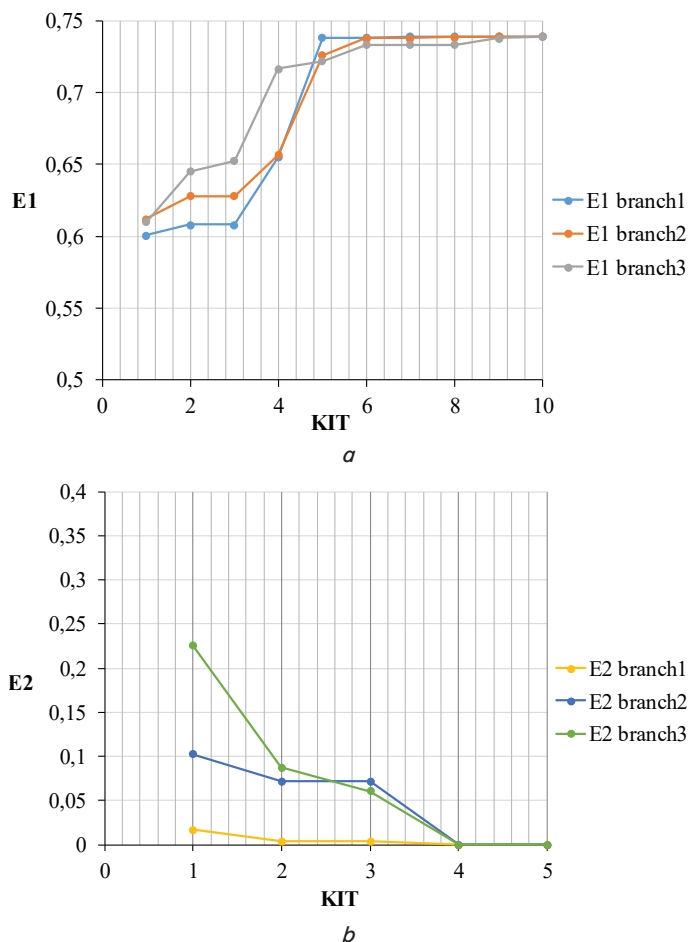 0,75
0,7
0,65
0,6
0,55
0,5
E1
0 2 4 6 8 10
KIT
E1 branch1
E1 branch2
E1 branch3
a
0,4
0,35
0,3
0,25
0,2
0,15
0,1
0,05
0
E2
0 1 2 3 4 5
KIT
E2 branch1
E2 branch2
E2 branch3
b